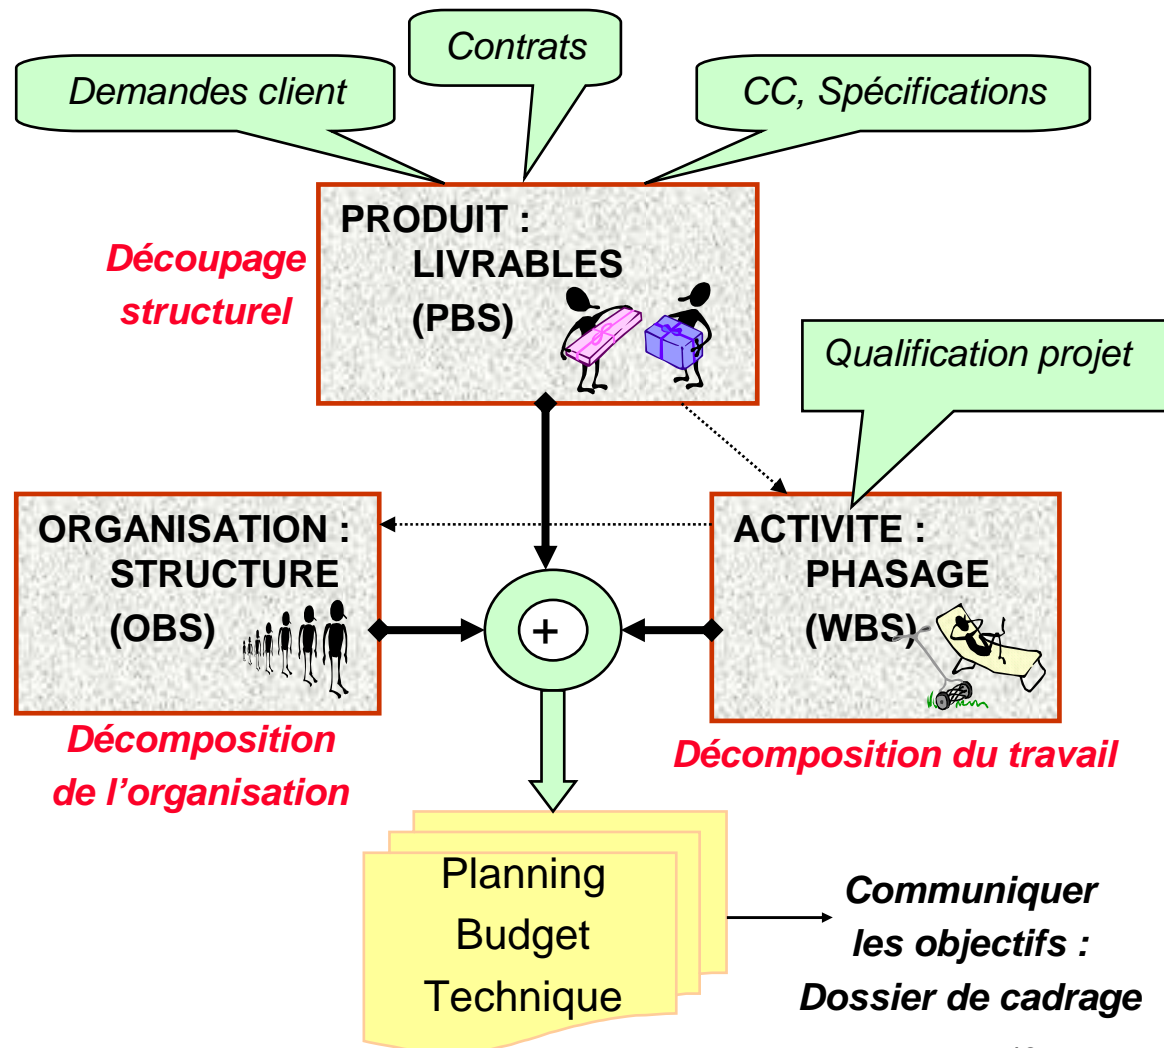 Contrats
Demandes client
CC, Spécifications
PRODUIT :
LIVRABLES
(PBS)
Découpage
structurel
Qualification projet
ORGANISATION :
STRUCTURE
(OBS)
ACTIVITE :
PHASAGE
(WBS)
+
Décomposition
de l’organisation
Décomposition du travail
Planning
Budget
Technique
Communiquer
les objectifs :
Dossier de cadrage